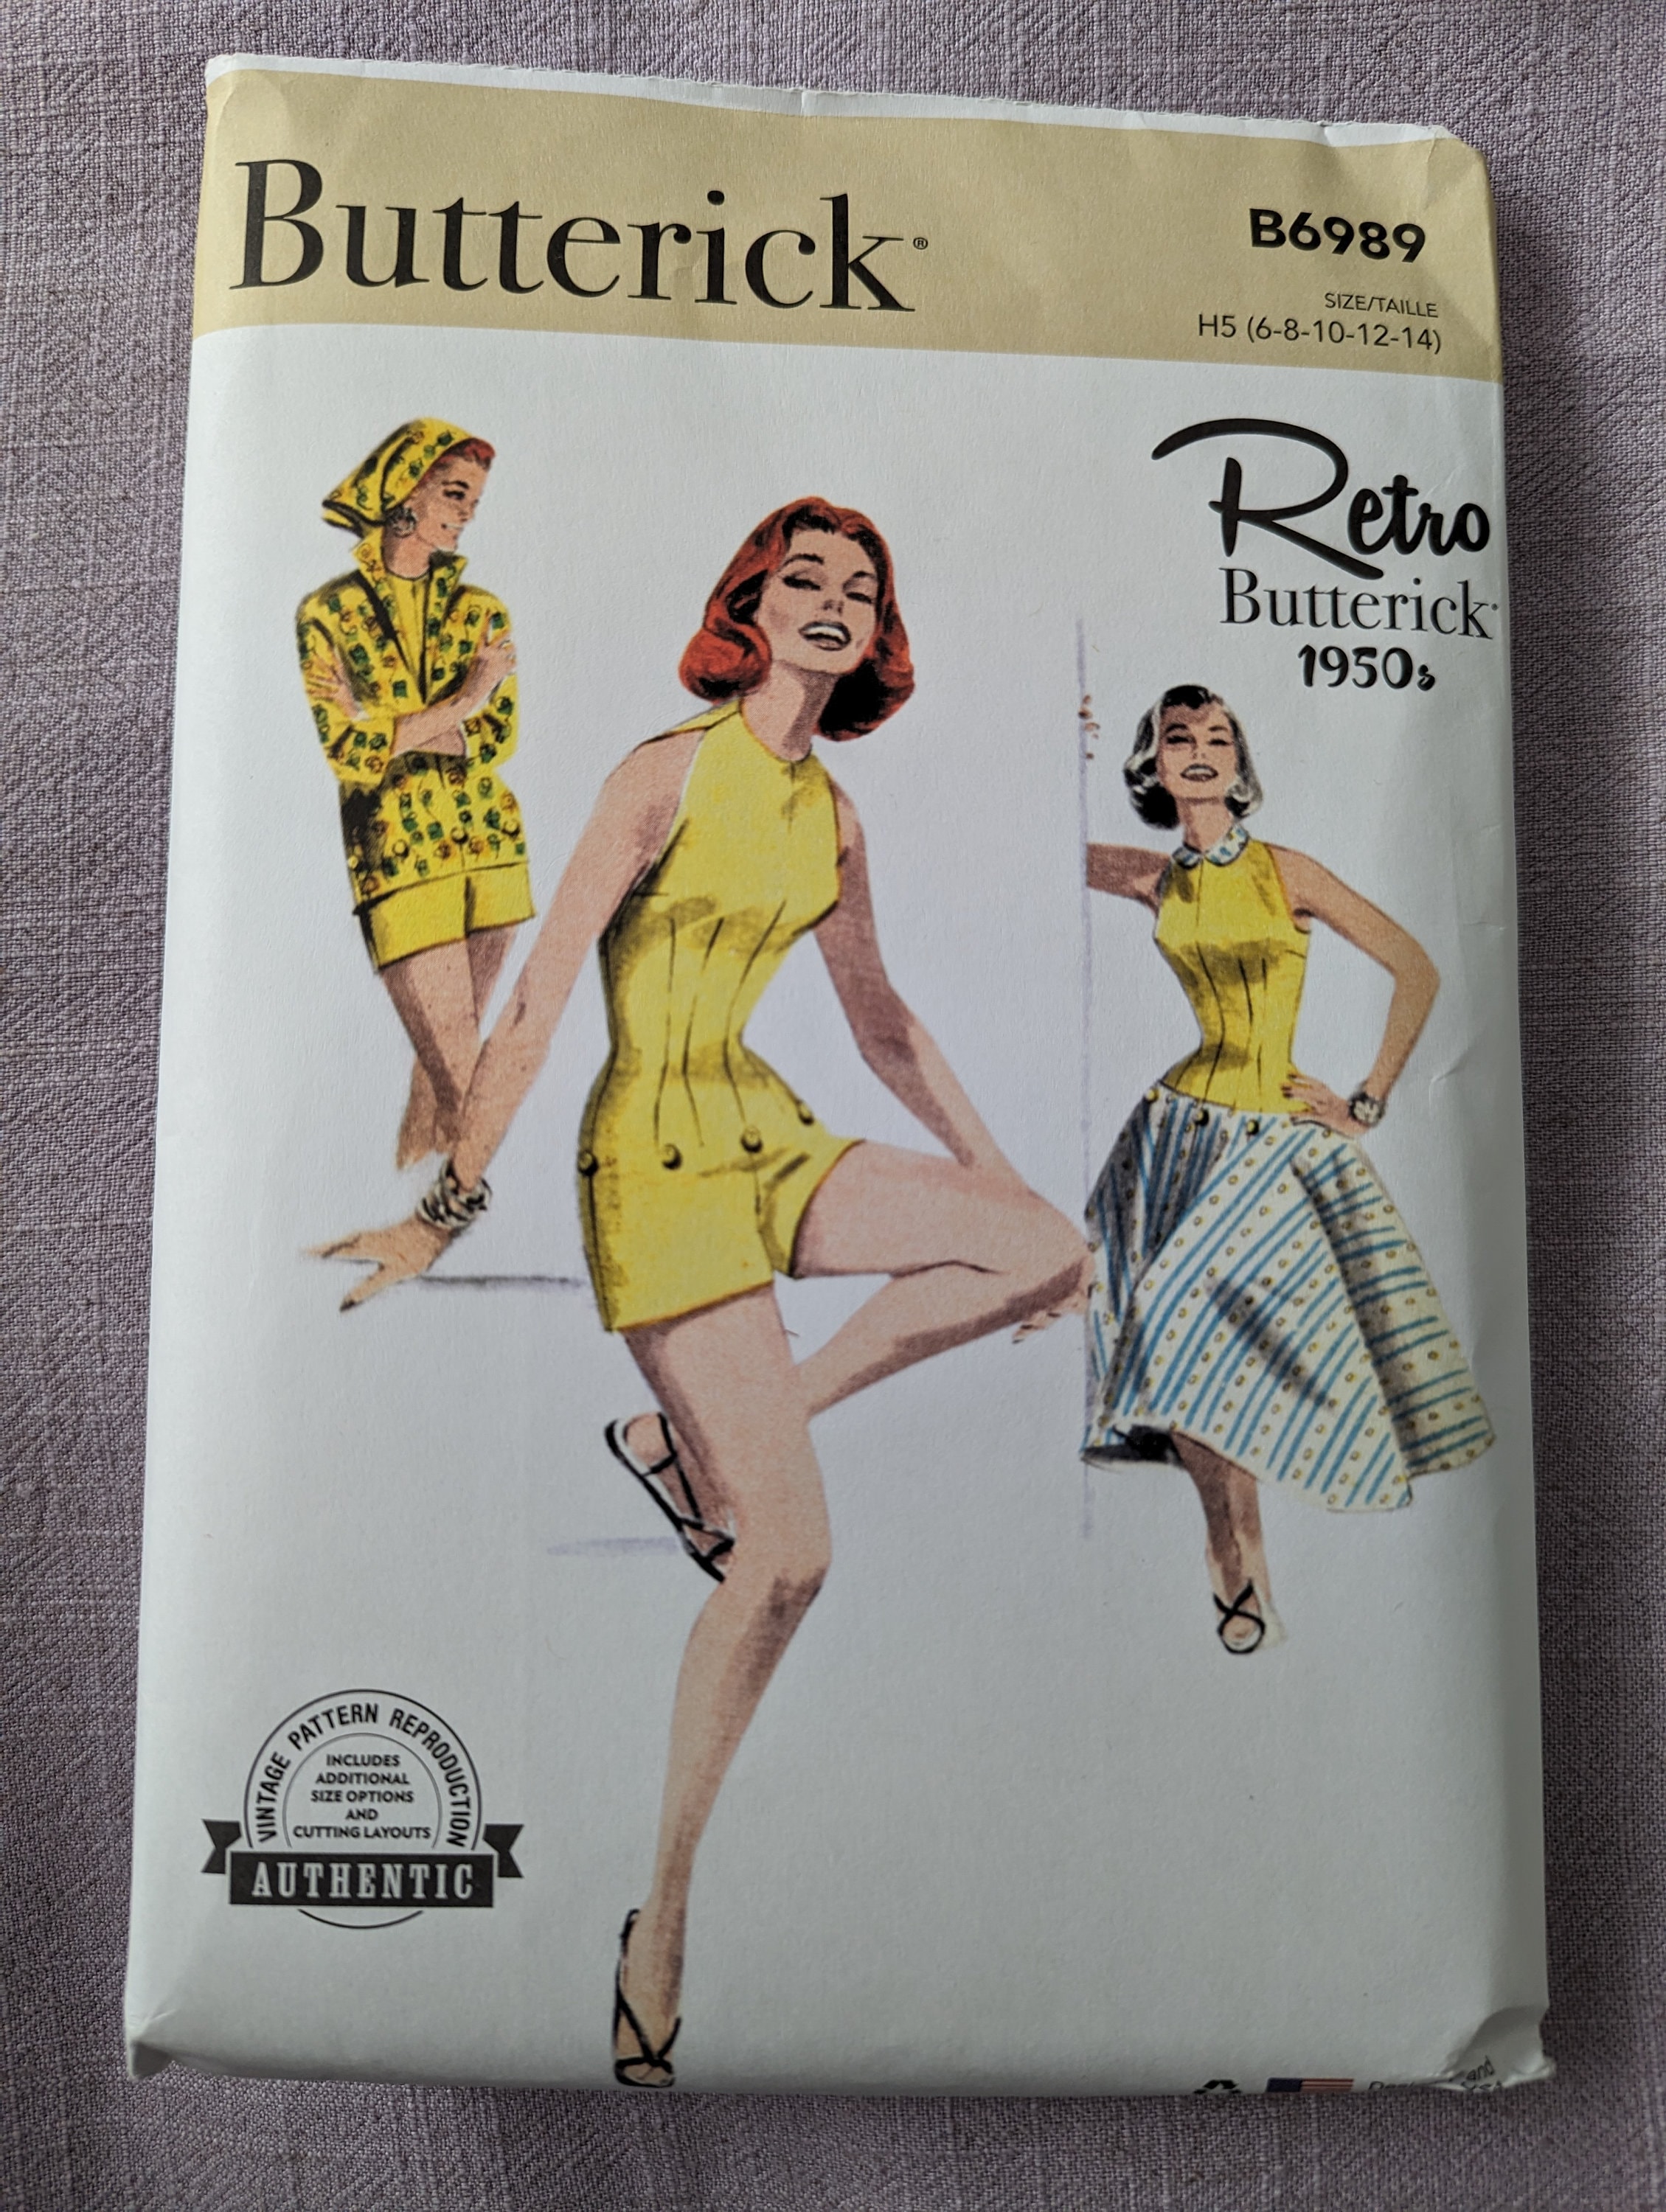 Butterick®
B6989
SIZE/TAILLE
H5 (6-8-10-12-14)
Retro
Butterick
1950s
VINTAGE PATTERN REPRODUCTION
INCLUDES
ADDITIONAL
SIZE OPTIONS
AND
CUTTING LAYOUTS
AUTHENTIC
and